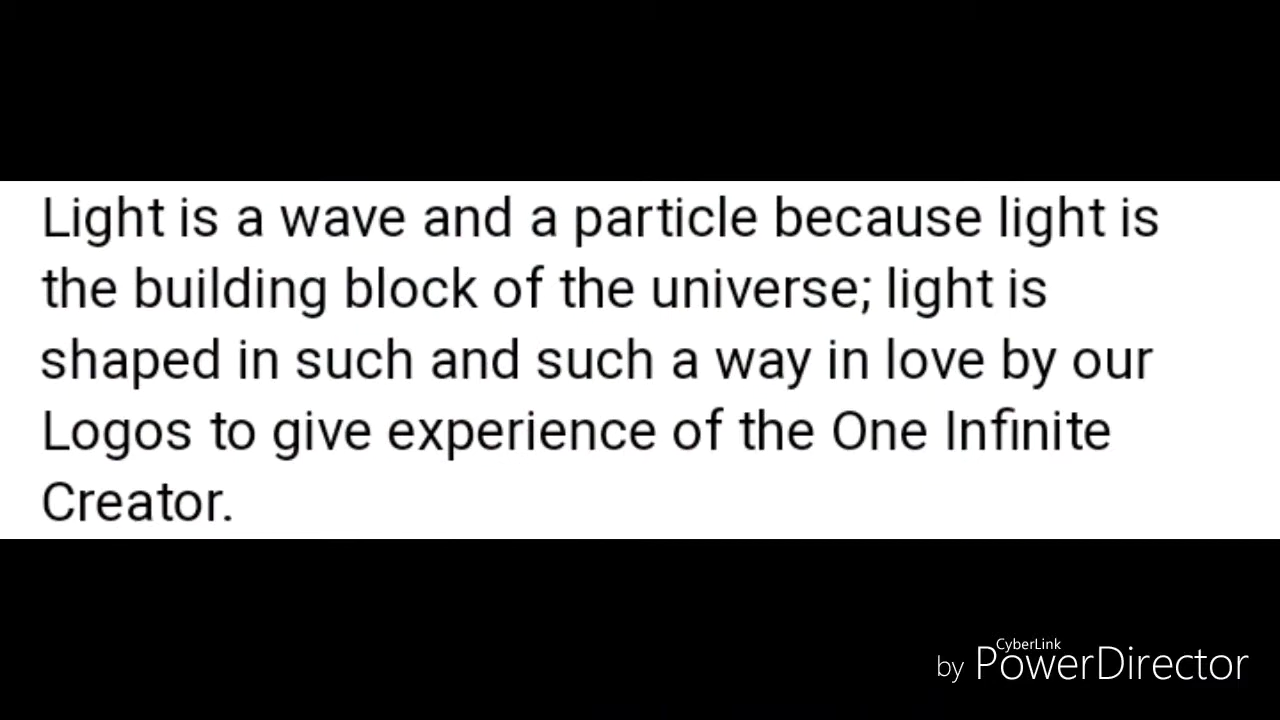 Light is a wave and a particle because light is
the building block of the universe; light is
shaped in such and such a way in love by our
Logos to give experience of the One Infinite
Creator.
CyberLink
by PowerDirector